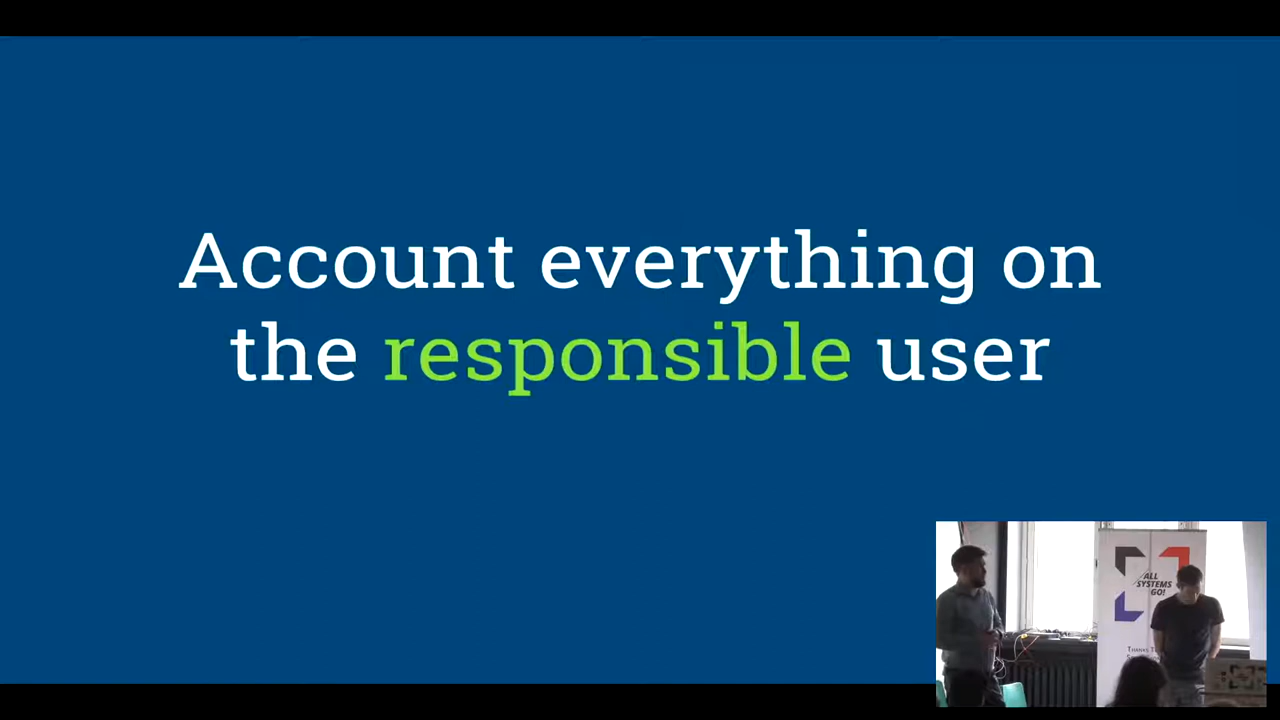 Account everything on
the responsible user
ALL
SYSTEMS
GO!